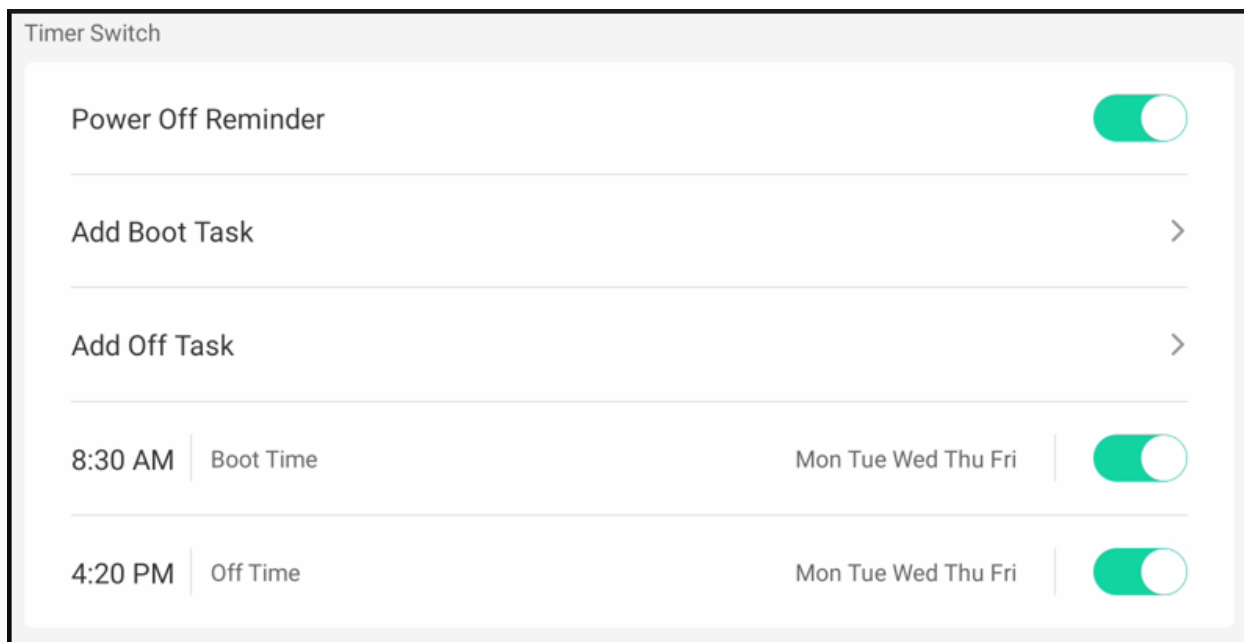 Timer Switch
Power Off Reminder
Add Boot Task
Add Off Task
8:30 AM Boot Time Mon Tue Wed Thu Fri
4:20 PM Off Time Mon Tue Wed Thu Fri